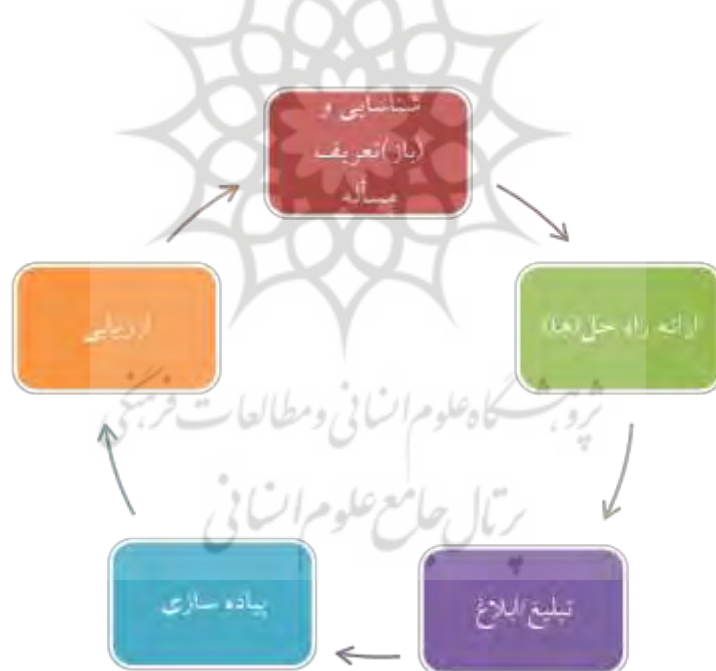 شناسایی و
(باز)تعریف
مسأله
ارائه راه حل(ها)
تبلیغ/ابلاغ
پیاده سازی
ارزیابی
پژوهشگاه علوم انسانی و مطالعات فرهنگی
پرتال جامع علوم انسانی